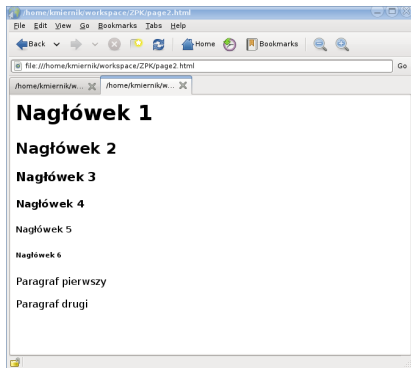 /home/kmiernik/workspace/ZPK/page2.html
File Edit View Go Bookmarks Tabs Help
Back Home Bookmarks
file:///home/kmiernik/workspace/ZPK/page2.html Go
/home/kmiernik/w... /home/kmiernik/w...
Nagłówek 1
Nagłówek 2
Nagłówek 3
Nagłówek 4
Nagłówek 5
Nagłówek 6
Paragraf pierwszy
Paragraf drugi